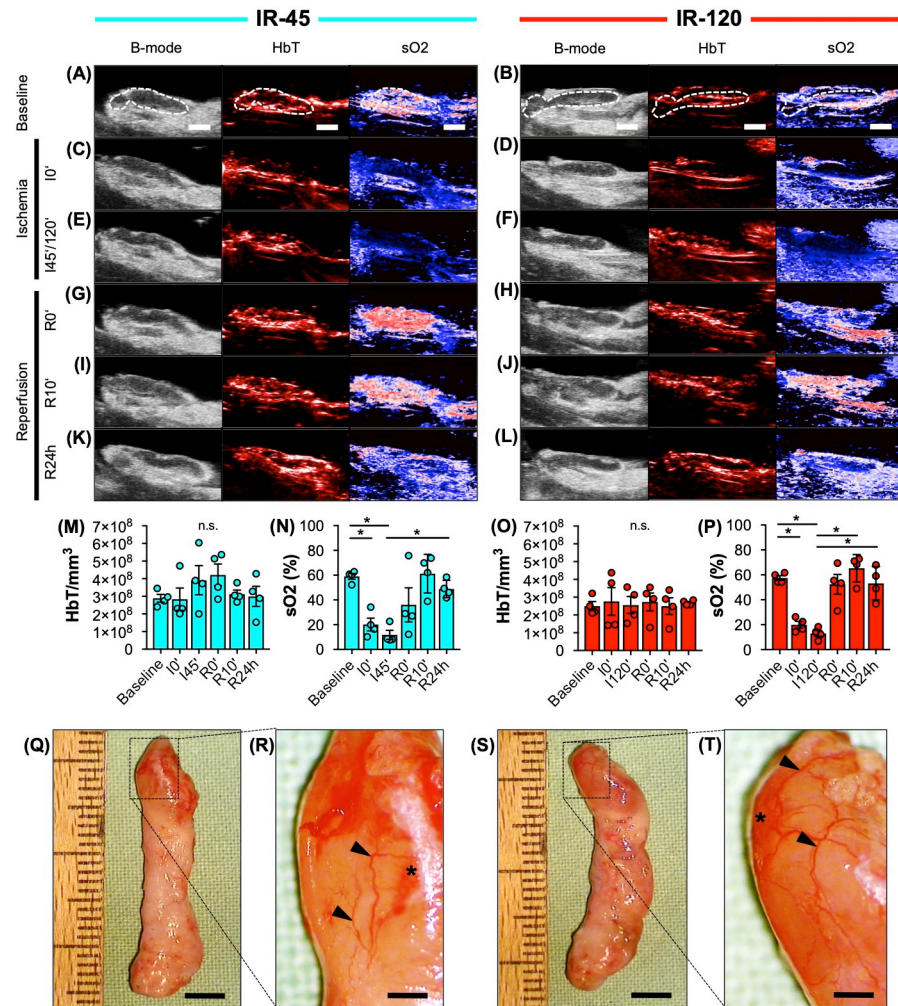 IR-45
IR-120
B-mode HbT sO2
B-mode HbT sO2
Baseline
(A)
(B)
Ischemia
I0'
(C)
(D)
I45'/120'
(E)
(F)
Reperfusion
R0'
(G)
(H)
R10'
(I)
(J)
R24h
(K)
(L)
(M)
HbT/mm³
7×10⁸
6×10⁸
5×10⁸
4×10⁸
3×10⁸
2×10⁸
1×10⁸
0
n.s.
Baseline I0' I45' R0' R10' R24h
(N)
sO2 (%)
100
80
60
40
20
0
* * *
Baseline I0' I45' R0' R10' R24h
(O)
HbT/mm³
7×10⁸
6×10⁸
5×10⁸
4×10⁸
3×10⁸
2×10⁸
1×10⁸
0
n.s.
Baseline I0' I120' R0' R10' R24h
(P)
sO2 (%)
100
80
60
40
20
0
* * * *
Baseline I0' I120' R0' R10' R24h
(Q)
(R)
*
(S)
(T)
*